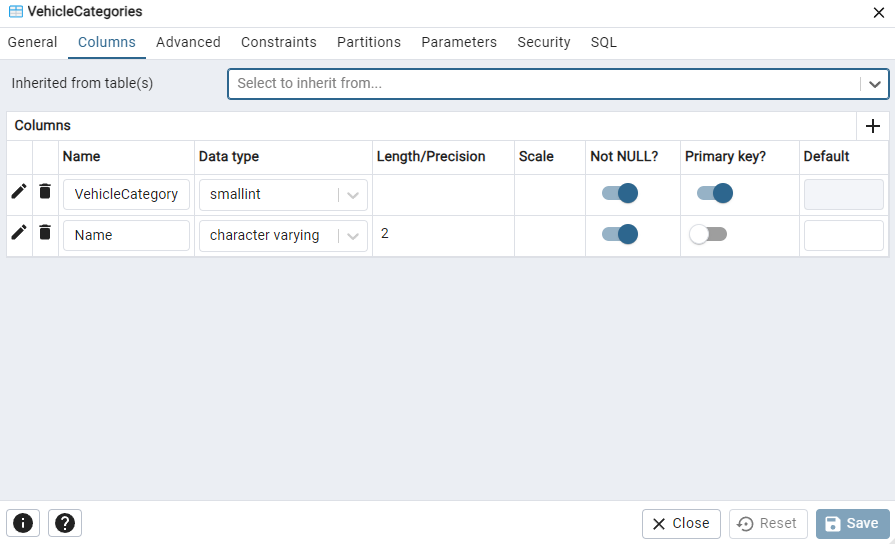 VehicleCategories
General Columns Advanced Constraints Partitions Parameters Security SQL
Inherited from table(s) Select to inherit from...
Columns
Name Data type Length/Precision Scale Not NULL? Primary key? Default
VehicleCategory smallint
Name character varying 2
Close Reset Save